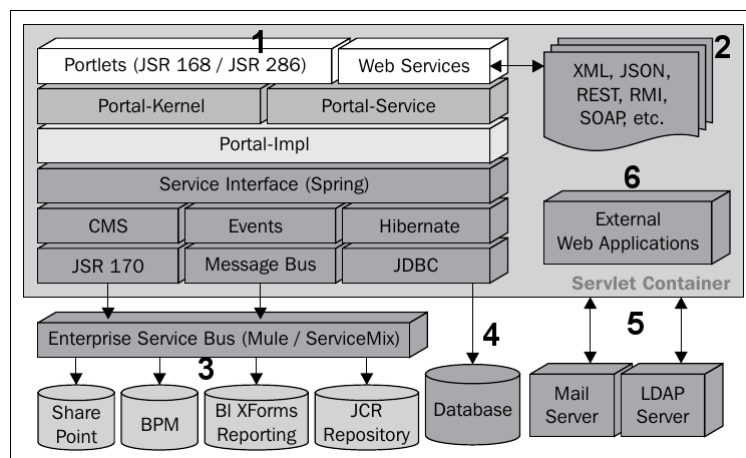 1
2
Portlets (JSR 168 / JSR 286)
Web Services
XML, JSON,
REST, RMI,
SOAP, etc.
Portal-Kernel
Portal-Service
Portal-Impl
Service Interface (Spring)
6
CMS
Events
Hibernate
External
Web Applications
JSR 170
Message Bus
JDBC
Servlet Container
Enterprise Service Bus (Mule / ServiceMix)
4
5
3
Share
Point
BPM
BI XForms
Reporting
JCR
Repository
Database
Mail
Server
LDAP
Server